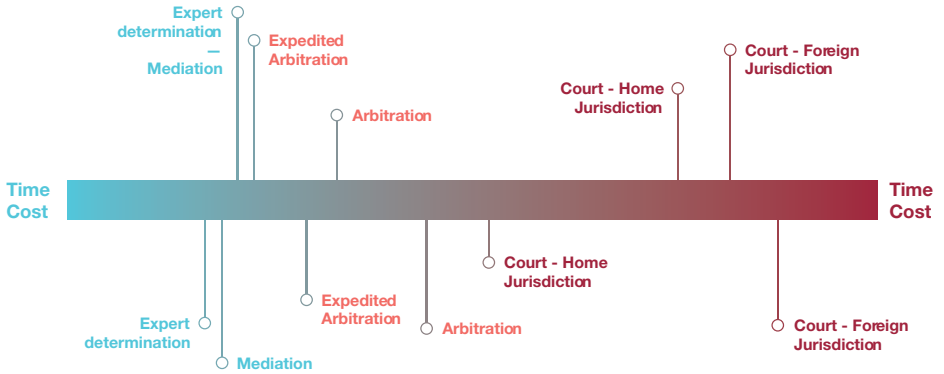 Expert
determination
—
Mediation
Expedited
Arbitration
Arbitration
Court - Home
Jurisdiction
Court - Foreign
Jurisdiction
Time
Cost
Time
Cost
Expert
determination
Mediation
Expedited
Arbitration
Arbitration
Court - Home
Jurisdiction
Court - Foreign
Jurisdiction